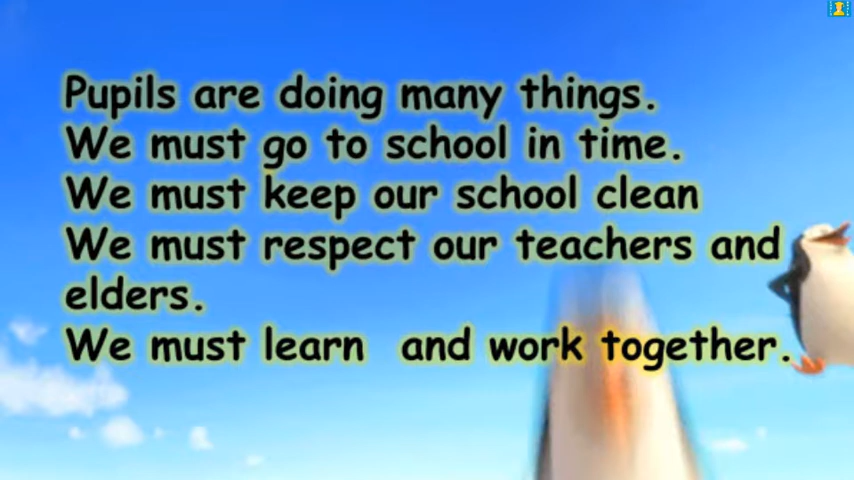 Pupils are doing many things.
We must go to school in time.
We must keep our school clean
We must respect our teachers and
elders.
We must learn  and work together.